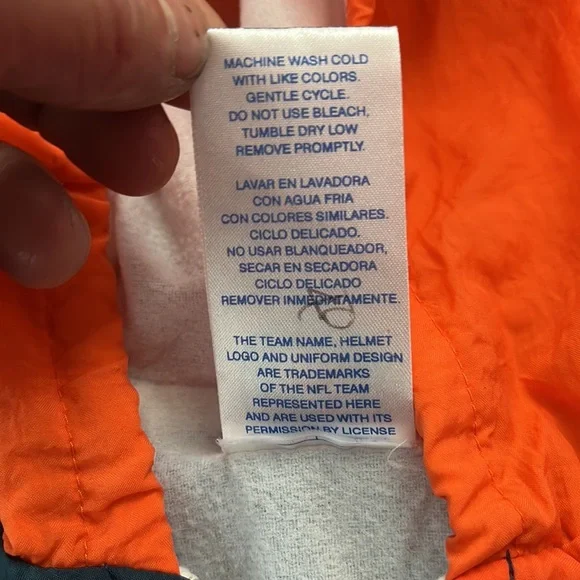 MACHINE WASH COLD
WITH LIKE COLORS.
GENTLE CYCLE.
DO NOT USE BLEACH,
TUMBLE DRY LOW
REMOVE PROMPTLY.
LAVAR EN LAVADORA
CON AGUA FRIA
CON COLORES SIMILARES.
CICLO DELICADO.
NO USAR BLANQUEADOR,
SECAR EN SECADORA
CICLO DELICADO
REMOVER INMEDIATAMENTE.
THE TEAM NAME, HELMET
LOGO AND UNIFORM DESIGN
ARE TRADEMARKS
OF THE NFL TEAM
REPRESENTED HERE
AND ARE USED WITH ITS
PERMISSION BY LICENSE